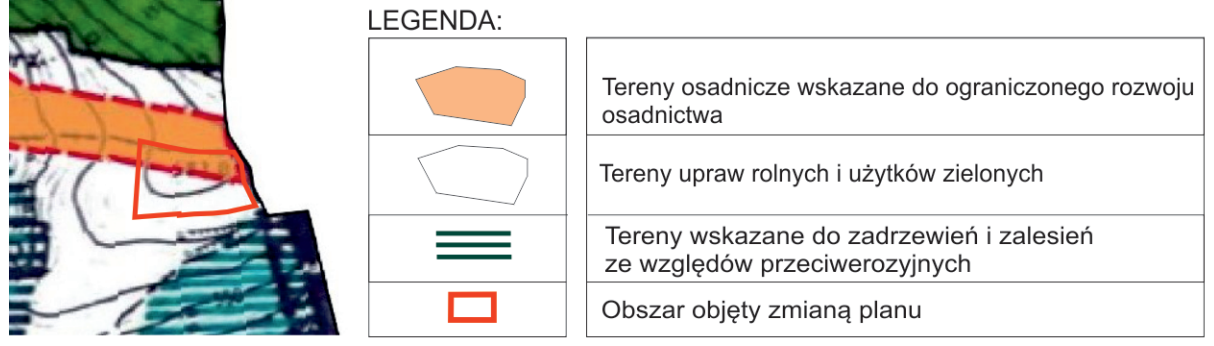 LEGENDA:
Tereny osadnicze wskazane do ograniczonego rozwoju
osadnictwa
Tereny upraw rolnych i użytków zielonych
Tereny wskazane do zadrzewień i zalesień
ze względów przeciwerozyjnych
Obszar objęty zmianą planu